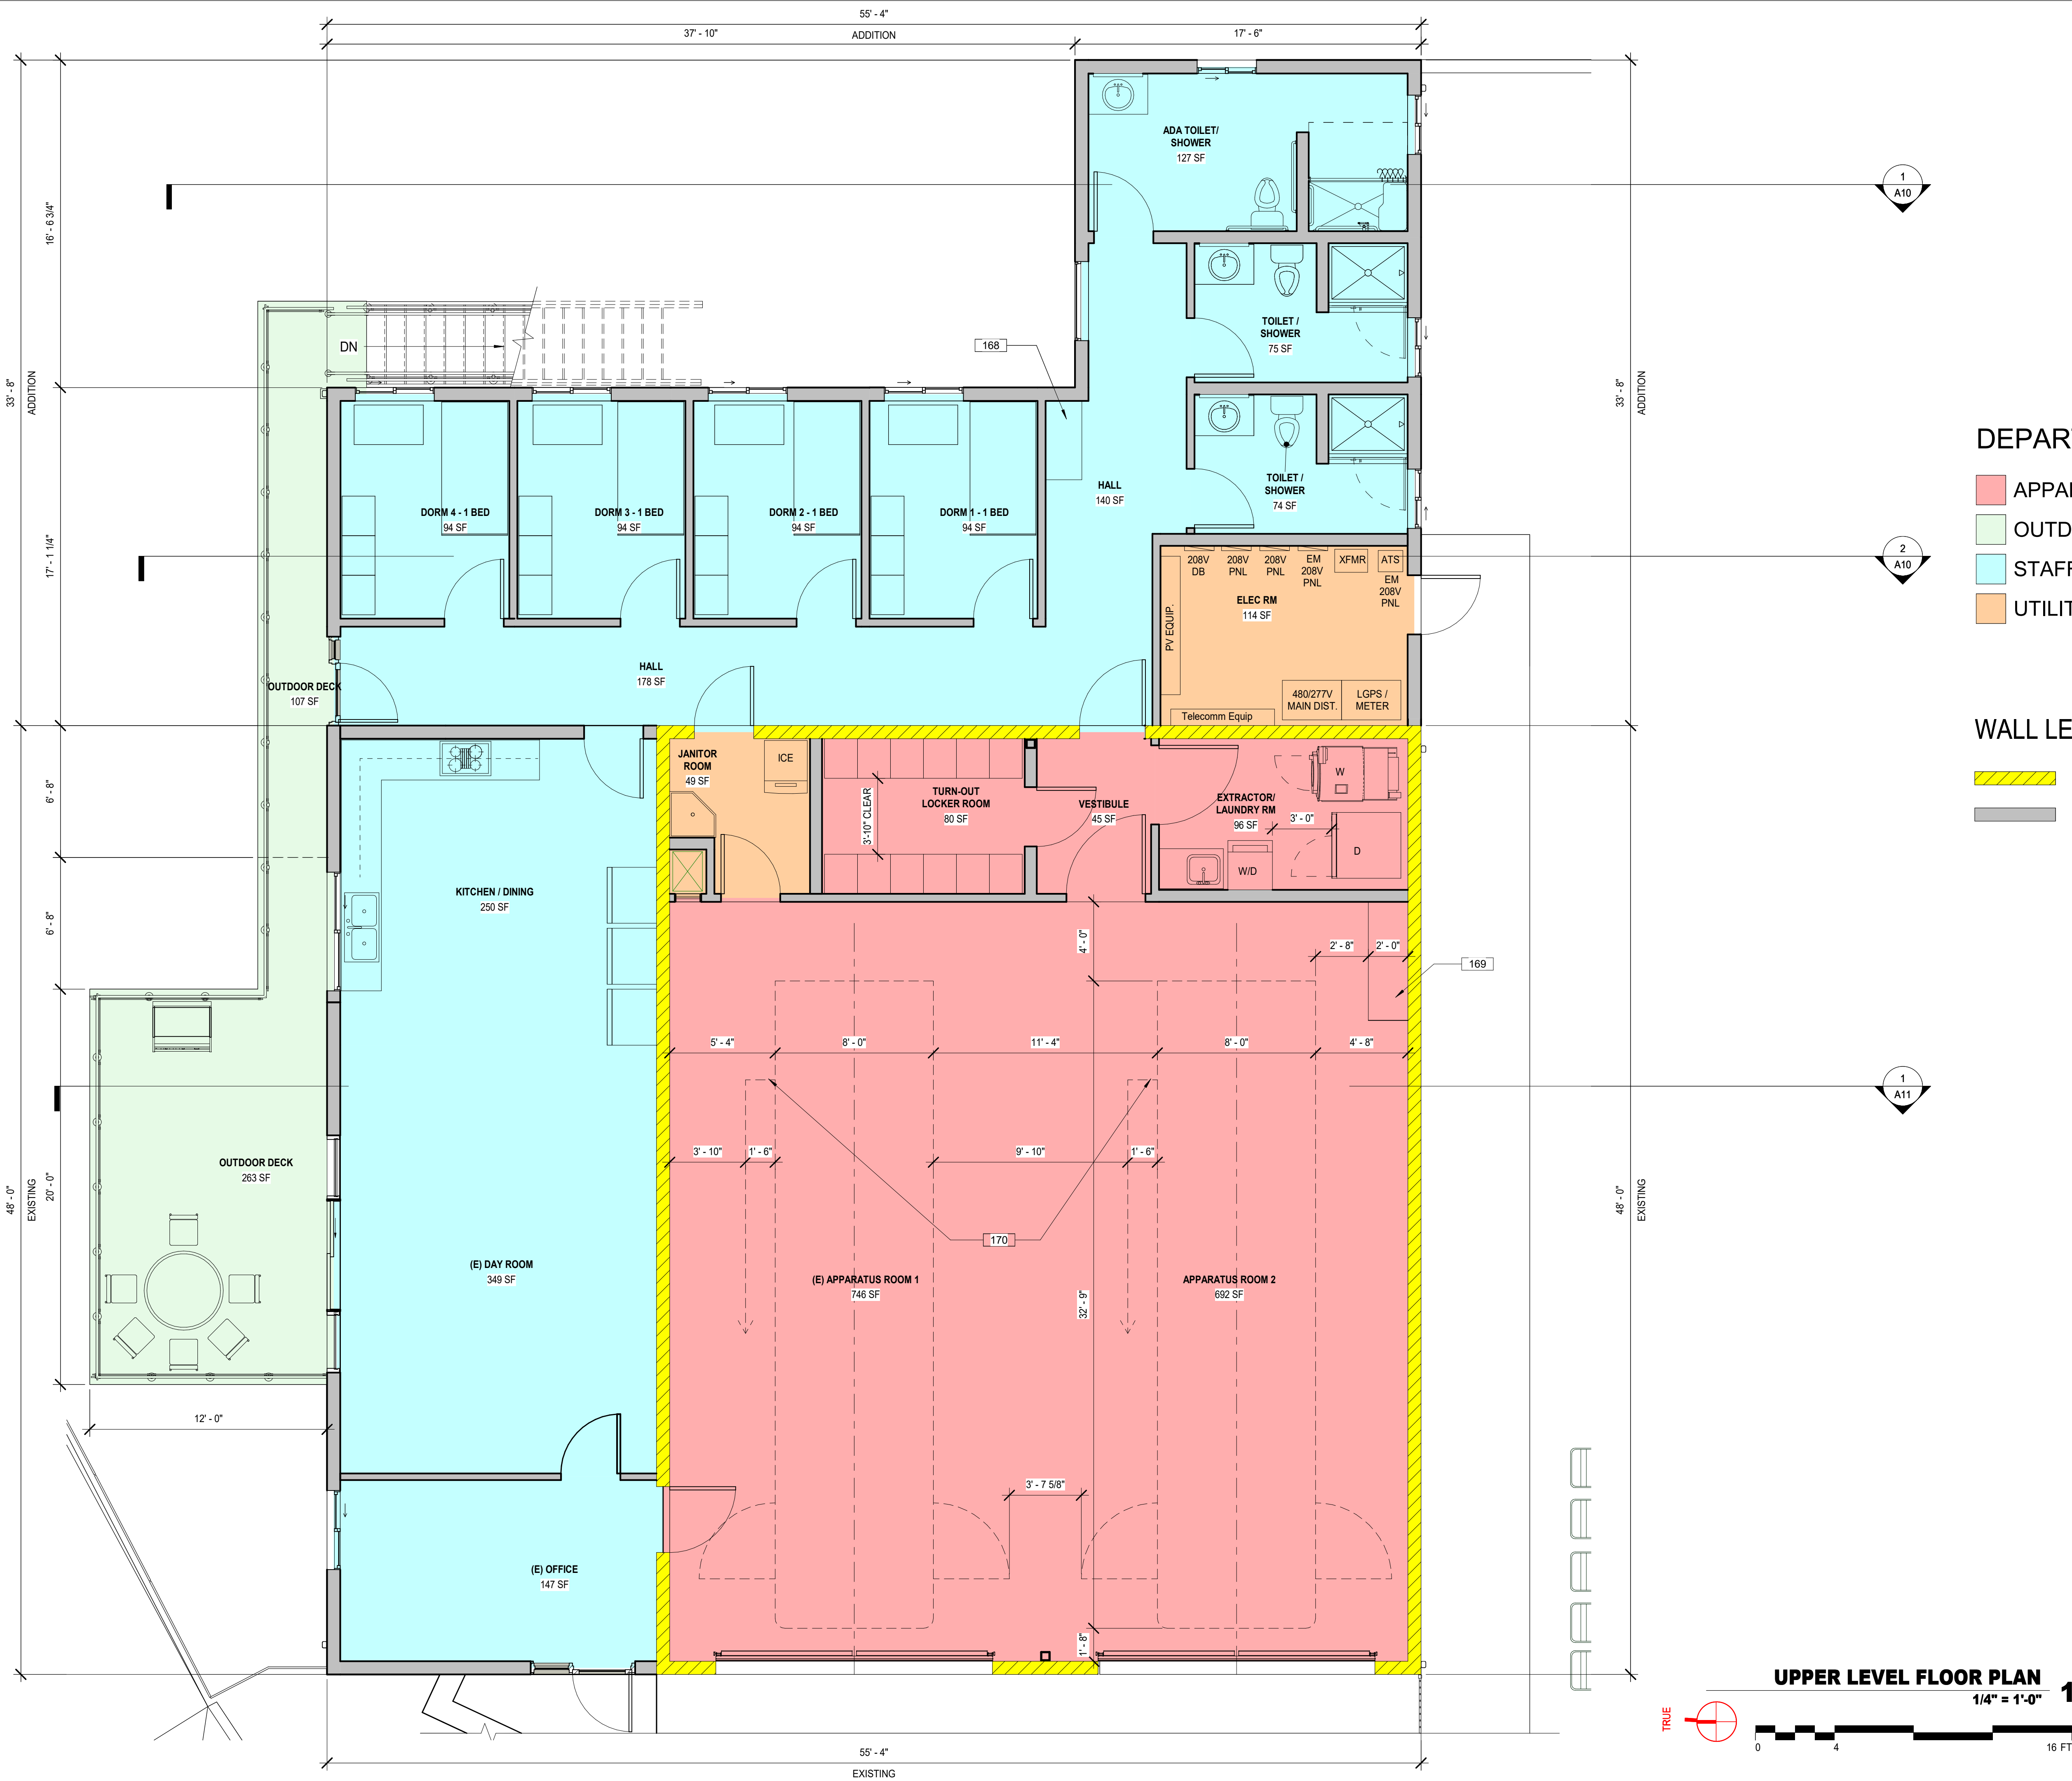 55' - 4"
37' - 10"
ADDITION
17' - 6"
ADA TOILET/
SHOWER
127 SF
1
A10
16' - 6 3/4"
33' - 8"
ADDITION
17' - 1 1/4"
DN
168
TOILET /
SHOWER
75 SF
33' - 8"
ADDITION
DORM 4 - 1 BED
94 SF
DORM 3 - 1 BED
94 SF
DORM 2 - 1 BED
94 SF
DORM 1 - 1 BED
94 SF
HALL
140 SF
TOILET /
SHOWER
74 SF
2
A10
208V
DB
208V
PNL
208V
PNL
EM
208V
PNL
XFMR
ATS
EM
208V
PNL
ELEC RM
114 SF
PV EQUIP.
480/277V
MAIN DIST.
LGPS /
METER
Telecomm Equip
HALL
178 SF
OUTDOOR DECK
107 SF
DEPAR
APPAR
OUTD
STAFF
UTILIT
WALL LE
6' - 8"
6' - 8"
JANITOR
ROOM
49 SF
ICE
3'-10" CLEAR
TURN-OUT
LOCKER ROOM
80 SF
VESTIBULE
45 SF
EXTRACTOR/
LAUNDRY RM
96 SF
W
3' - 0"
D
W/D
KITCHEN / DINING
250 SF
4' - 0"
2' - 8"
2' - 0"
169
5' - 4"
8' - 0"
11' - 4"
8' - 0"
4' - 8"
1
A11
3' - 10"
1' - 6"
9' - 10"
1' - 6"
OUTDOOR DECK
263 SF
48' - 0"
EXISTING
20' - 0"
48' - 0"
EXISTING
170
(E) DAY ROOM
349 SF
(E) APPARATUS ROOM 1
746 SF
32' - 9"
APPARATUS ROOM 2
692 SF
12' - 0"
3' - 7 5/8"
(E) OFFICE
147 SF
1' - 8"
UPPER LEVEL FLOOR PLAN
1/4" = 1'-0"
1
TRUE
0
4
16 FT
55' - 4"
EXISTING